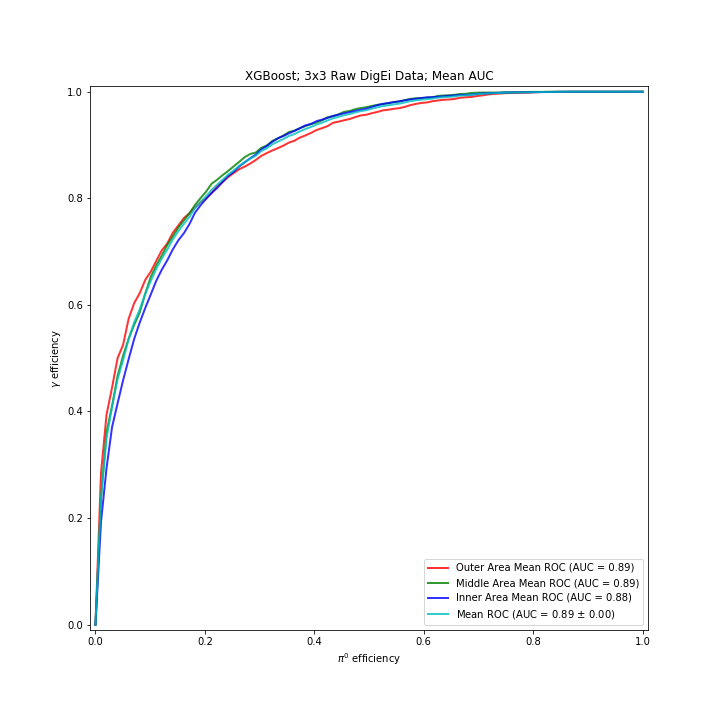 XGBoost; 3x3 Raw DigEi Data; Mean AUC
1.0
0.8
0.6
0.4
0.2
0.0
γ efficiency
0.0 0.2 0.4 0.6 0.8 1.0
π⁰ efficiency
Outer Area Mean ROC (AUC = 0.89)
Middle Area Mean ROC (AUC = 0.89)
Inner Area Mean ROC (AUC = 0.88)
Mean ROC (AUC = 0.89 ± 0.00)